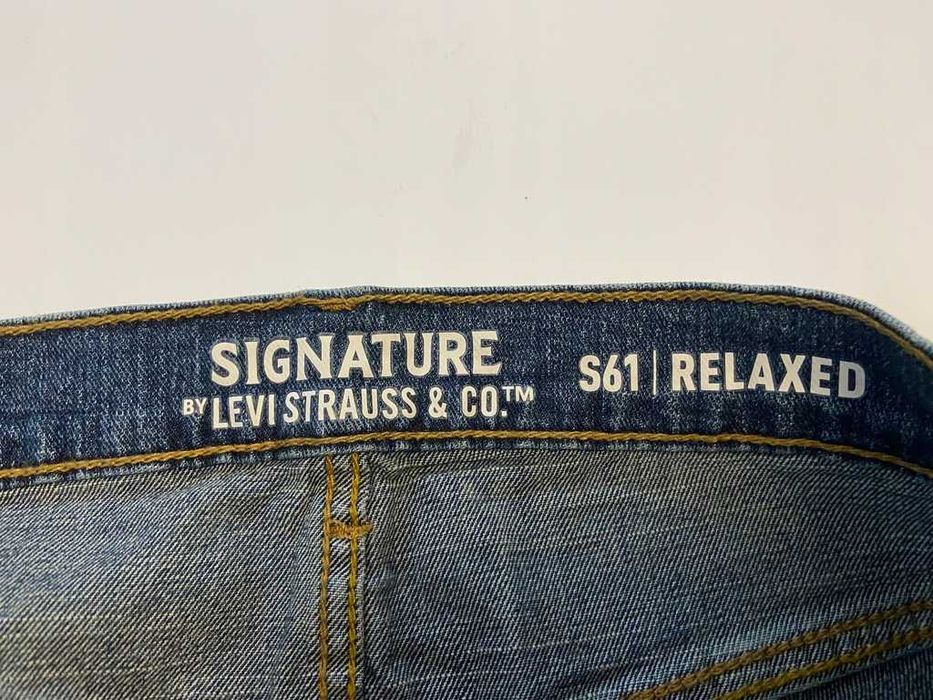 SIGNATURE
BY LEVI STRAUSS & CO.™
S61 | RELAXED